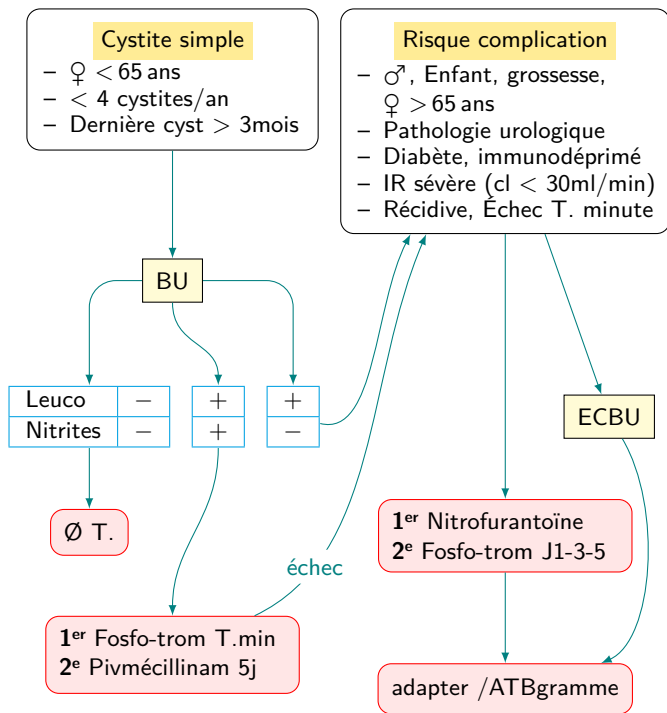 Cystite simple
– ♀ < 65 ans
– < 4 cystites/an
– Dernière cyst > 3mois
Risque complication
– ♂, Enfant, grossesse,
♀ > 65 ans
– Pathologie urologique
– Diabète, immunodéprimé
– IR sévère (cl < 30ml/min)
– Récidive, Échec T. minute
BU
Leuco − + +
Nitrites − + −
ECBU
Ø T.
1er Nitrofurantoïne
2e Fosfo-trom J1-3-5
échec
1er Fosfo-trom T.min
2e Pivmécillinam 5j
adapter /ATBgramme